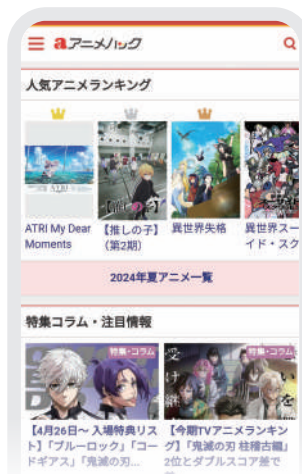 aアニメハック
人気アニメランキング
ATRI My Dear
Moments
【推しの子】
(第2期)
異世界失格
異世界スー
イド・スク
2024年夏アニメ一覧
特集コラム・注目情報
特集・コラム
特集・コラム
【4月26日~ 入場特典リス
ト】「ブルーロック」「コー
ドギアス」「鬼滅の刃...
【今期TVアニメランキン
グ】「鬼滅の刃 柱稽古編」
2位とダブルスコア差で